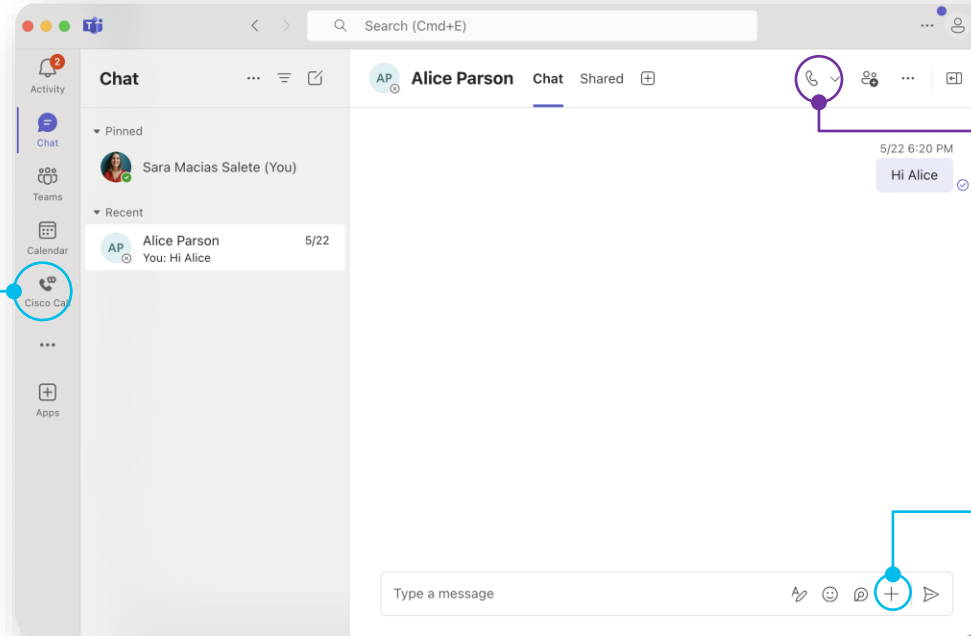 Search (Cmd+E)
2
Activity
Chat
Teams
Calendar
Cisco Cal
Apps
Chat
Pinned
Sara Macias Salete (You)
Recent
AP
Alice Parson
5/22
You: Hi Alice
AP
Alice Parson
Chat
Shared
5/22 6:20 PM
Hi Alice
Type a message